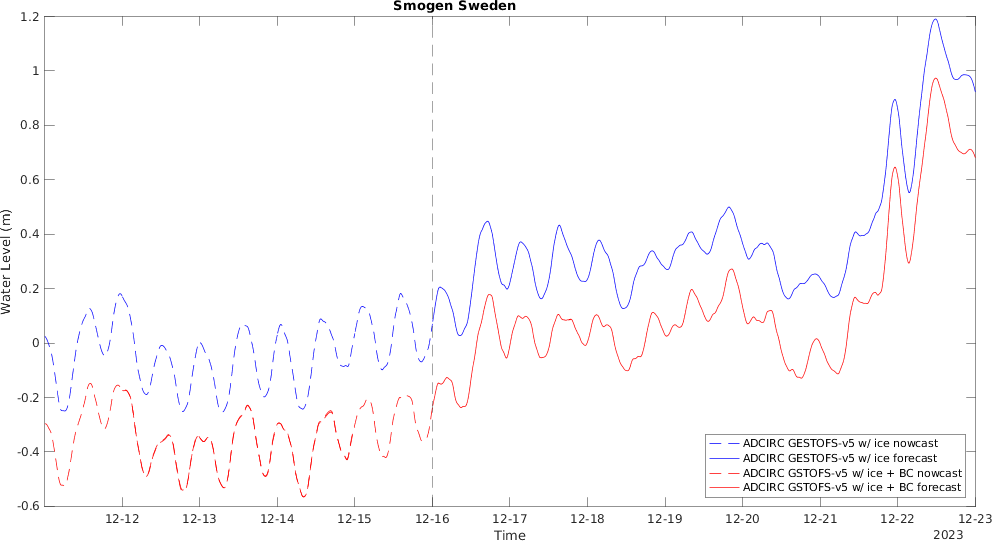 Smogen Sweden
Water Level (m)
1.2
1
0.8
0.6
0.4
0.2
0
-0.2
-0.4
-0.6
ADCIRC GESTOFS-v5 w/ ice nowcast
ADCIRC GESTOFS-v5 w/ ice forecast
ADCIRC GSTOFS-v5 w/ ice + BC nowcast
ADCIRC GSTOFS-v5 w/ ice + BC forecast
12-12 12-13 12-14 12-15 12-16 12-17 12-18 12-19 12-20 12-21 12-22 12-23
Time
2023